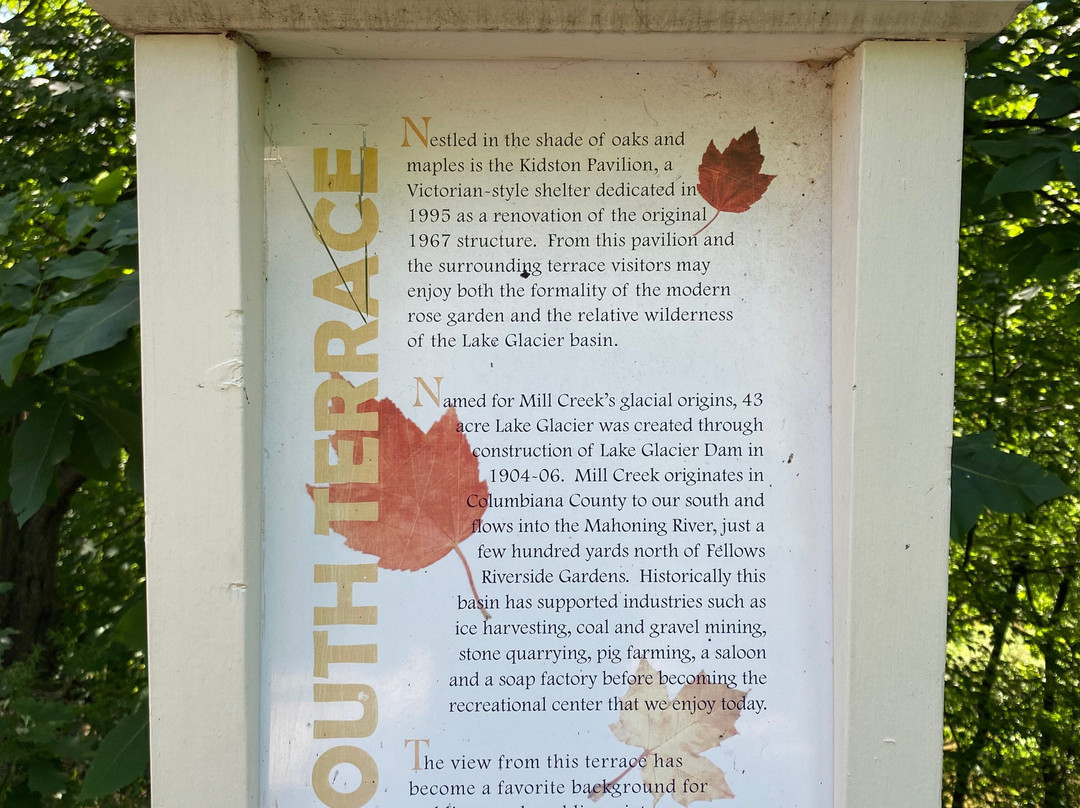 OUTH TERRACE
Nestled in the shade of oaks and
maples is the Kidston Pavilion, a
Victorian-style shelter dedicated in
1995 as a renovation of the original
1967 structure. From this pavilion and
the surrounding terrace visitors may
enjoy both the formality of the modern
rose garden and the relative wilderness
of the Lake Glacier basin.
Named for Mill Creek's glacial origins, 43
acre Lake Glacier was created through
construction of Lake Glacier Dam in
1904-06. Mill Creek originates in
Columbiana County to our south and
flows into the Mahoning River, just a
few hundred yards north of Fellows
Riverside Gardens. Historically this
basin has supported industries such as
ice harvesting, coal and gravel mining,
stone quarrying, pig farming, a saloon
and a soap factory before becoming the
recreational center that we enjoy today.
The view from this terrace has
become a favorite background for